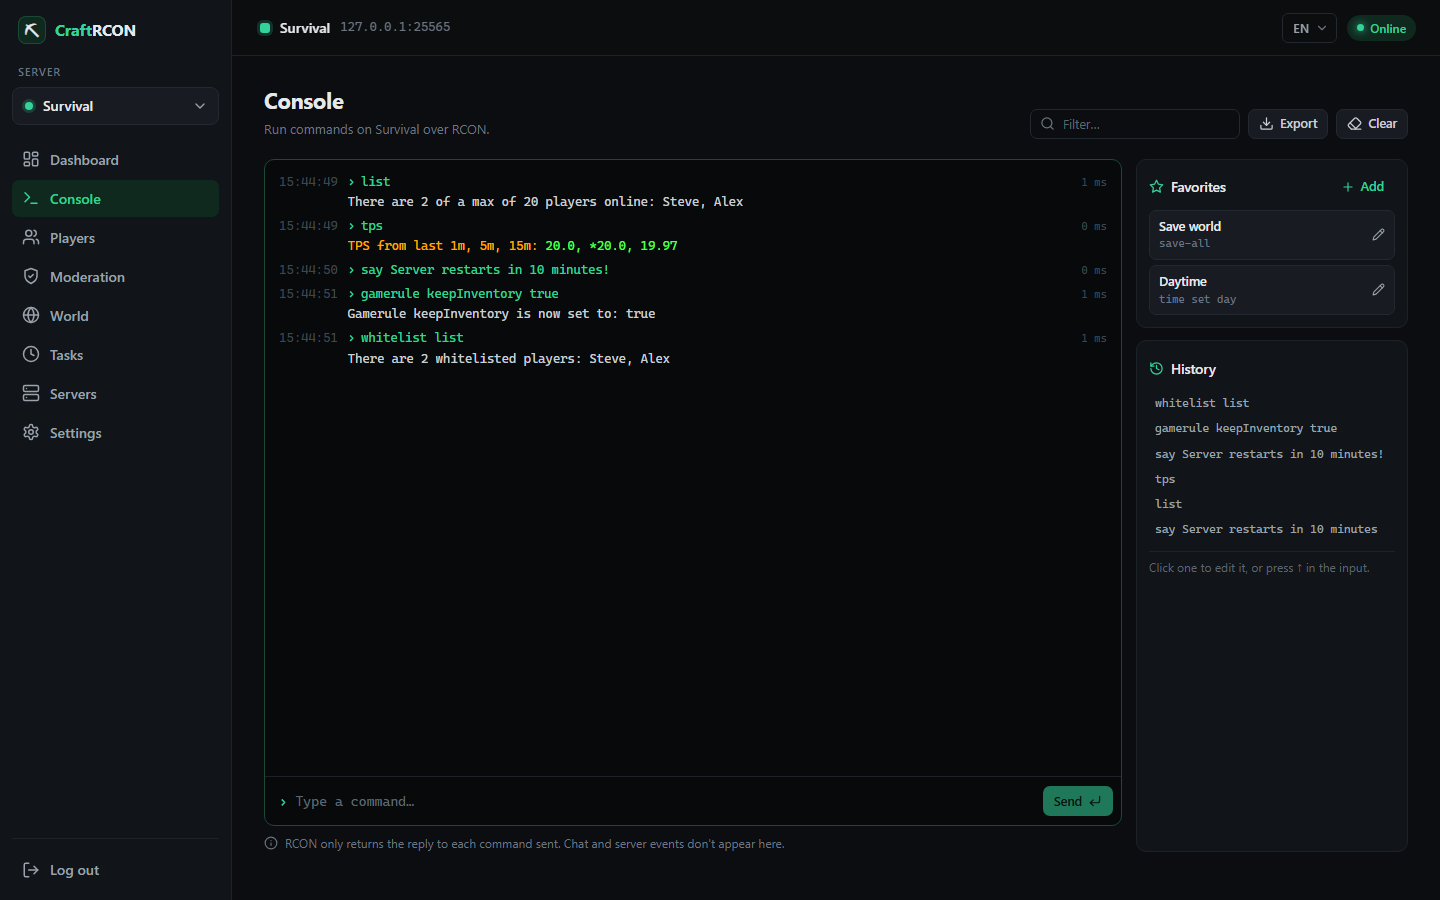 CraftRCON
SERVER
Survival
Dashboard
Console
Players
Moderation
World
Tasks
Servers
Settings
Log out
Survival 127.0.0.1:25565
EN
Online
Console
Run commands on Survival over RCON.
Filter...
Export
Clear
15:44:49 › list 1 ms
There are 2 of a max of 20 players online: Steve, Alex
15:44:49 › tps 0 ms
TPS from last 1m, 5m, 15m: 20.0, *20.0, 19.97
15:44:50 › say Server restarts in 10 minutes! 0 ms
15:44:51 › gamerule keepInventory true 1 ms
Gamerule keepInventory is now set to: true
15:44:51 › whitelist list 1 ms
There are 2 whitelisted players: Steve, Alex
› Type a command...
Send
RCON only returns the reply to each command sent. Chat and server events don't appear here.
Favorites
+ Add
Save world
save-all
Daytime
time set day
History
whitelist list
gamerule keepInventory true
say Server restarts in 10 minutes!
tps
list
say Server restarts in 10 minutes
Click one to edit it, or press ↑ in the input.